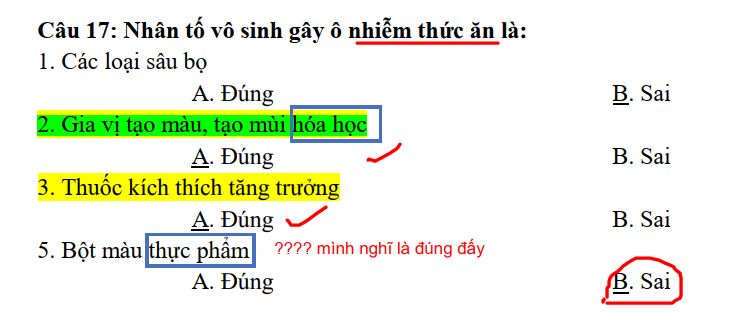 Câu 17: Nhân tố vô sinh gây ô nhiễm thức ăn là:
1. Các loại sâu bọ
A. Đúng B. Sai
2. Gia vị tạo màu, tạo mùi hóa học
A. Đúng B. Sai
3. Thuốc kích thích tăng trưởng
A. Đúng B. Sai
5. Bột màu thực phẩm ???? mình nghĩ là đúng đấy
A. Đúng B. Sai